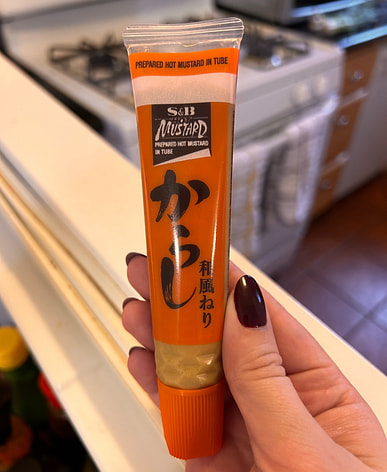 PREPARED HOT MUSTARD IN TUBE
S&B
MUSTARD
PREPARED HOT MUSTARD
IN TUBE
からし
和風ねり